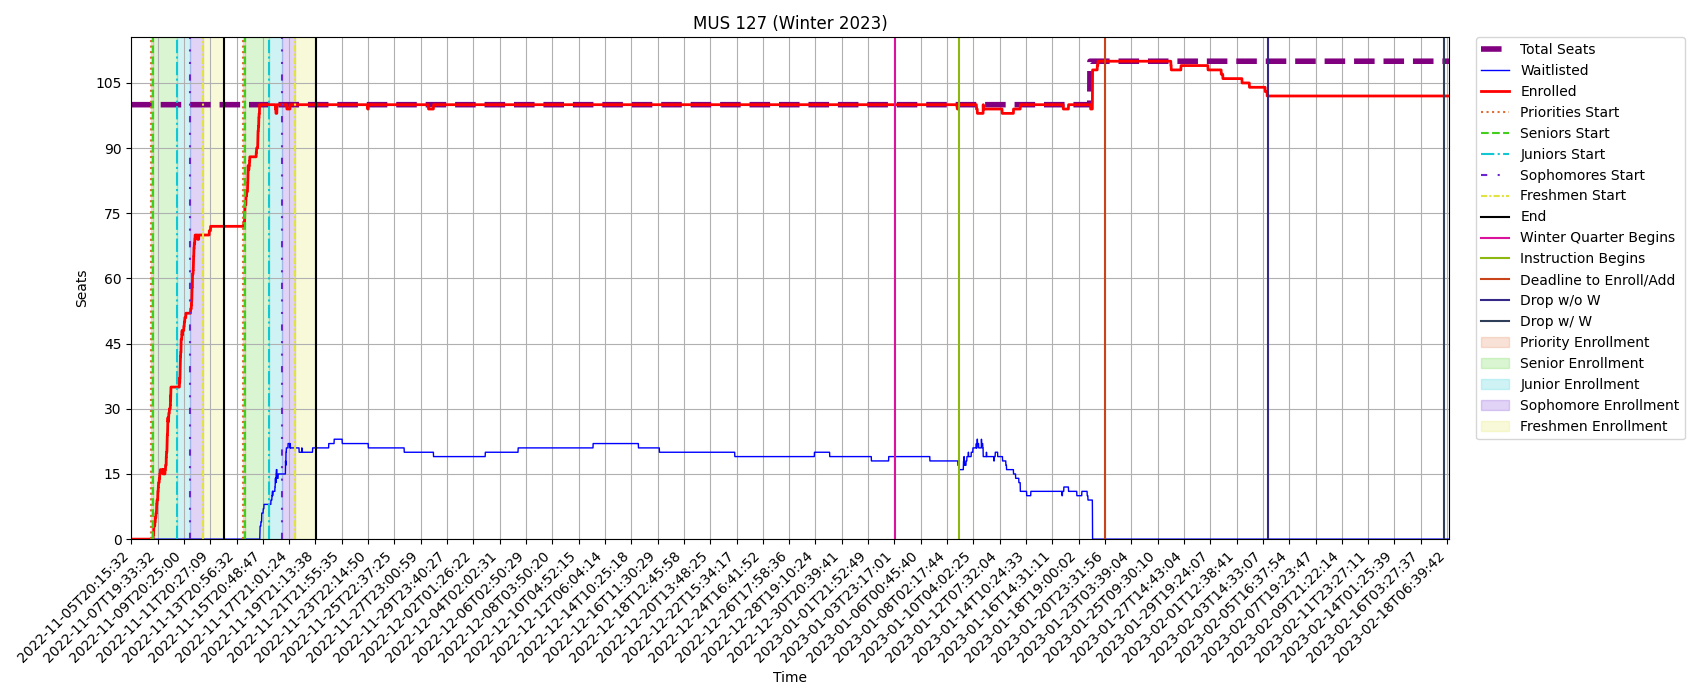 MUS 127 (Winter 2023)
Seats
105
90
75
60
45
30
15
0
2022-11-05T20:15:32
2022-11-07T19:33:32
2022-11-09T20:25:00
2022-11-11T20:27:09
2022-11-13T20:56:32
2022-11-15T20:48:47
2022-11-17T21:01:24
2022-11-19T21:13:38
2022-11-21T21:55:35
2022-11-23T22:14:50
2022-11-25T22:37:25
2022-11-27T23:00:59
2022-11-29T23:40:27
2022-12-02T01:26:22
2022-12-04T02:02:31
2022-12-06T02:50:29
2022-12-08T03:50:20
2022-12-10T04:52:15
2022-12-12T06:04:14
2022-12-14T10:25:18
2022-12-16T11:30:29
2022-12-18T12:45:58
2022-12-20T13:48:25
2022-12-22T15:34:17
2022-12-24T16:41:52
2022-12-26T17:58:36
2022-12-28T19:10:24
2022-12-30T20:39:41
2023-01-01T21:52:49
2023-01-03T23:17:01
2023-01-06T00:45:40
2023-01-08T02:17:44
2023-01-10T04:02:25
2023-01-12T07:32:04
2023-01-14T10:24:33
2023-01-16T14:31:11
2023-01-18T19:00:02
2023-01-20T23:31:56
2023-01-23T03:39:04
2023-01-25T09:30:10
2023-01-27T14:43:04
2023-01-29T19:24:07
2023-02-01T12:38:41
2023-02-03T14:33:07
2023-02-05T16:37:54
2023-02-07T19:23:47
2023-02-09T21:22:14
2023-02-11T23:27:11
2023-02-14T01:25:39
2023-02-16T03:27:37
2023-02-18T06:39:42
Time
Total Seats
Waitlisted
Enrolled
Priorities Start
Seniors Start
Juniors Start
Sophomores Start
Freshmen Start
End
Winter Quarter Begins
Instruction Begins
Deadline to Enroll/Add
Drop w/o W
Drop w/ W
Priority Enrollment
Senior Enrollment
Junior Enrollment
Sophomore Enrollment
Freshmen Enrollment